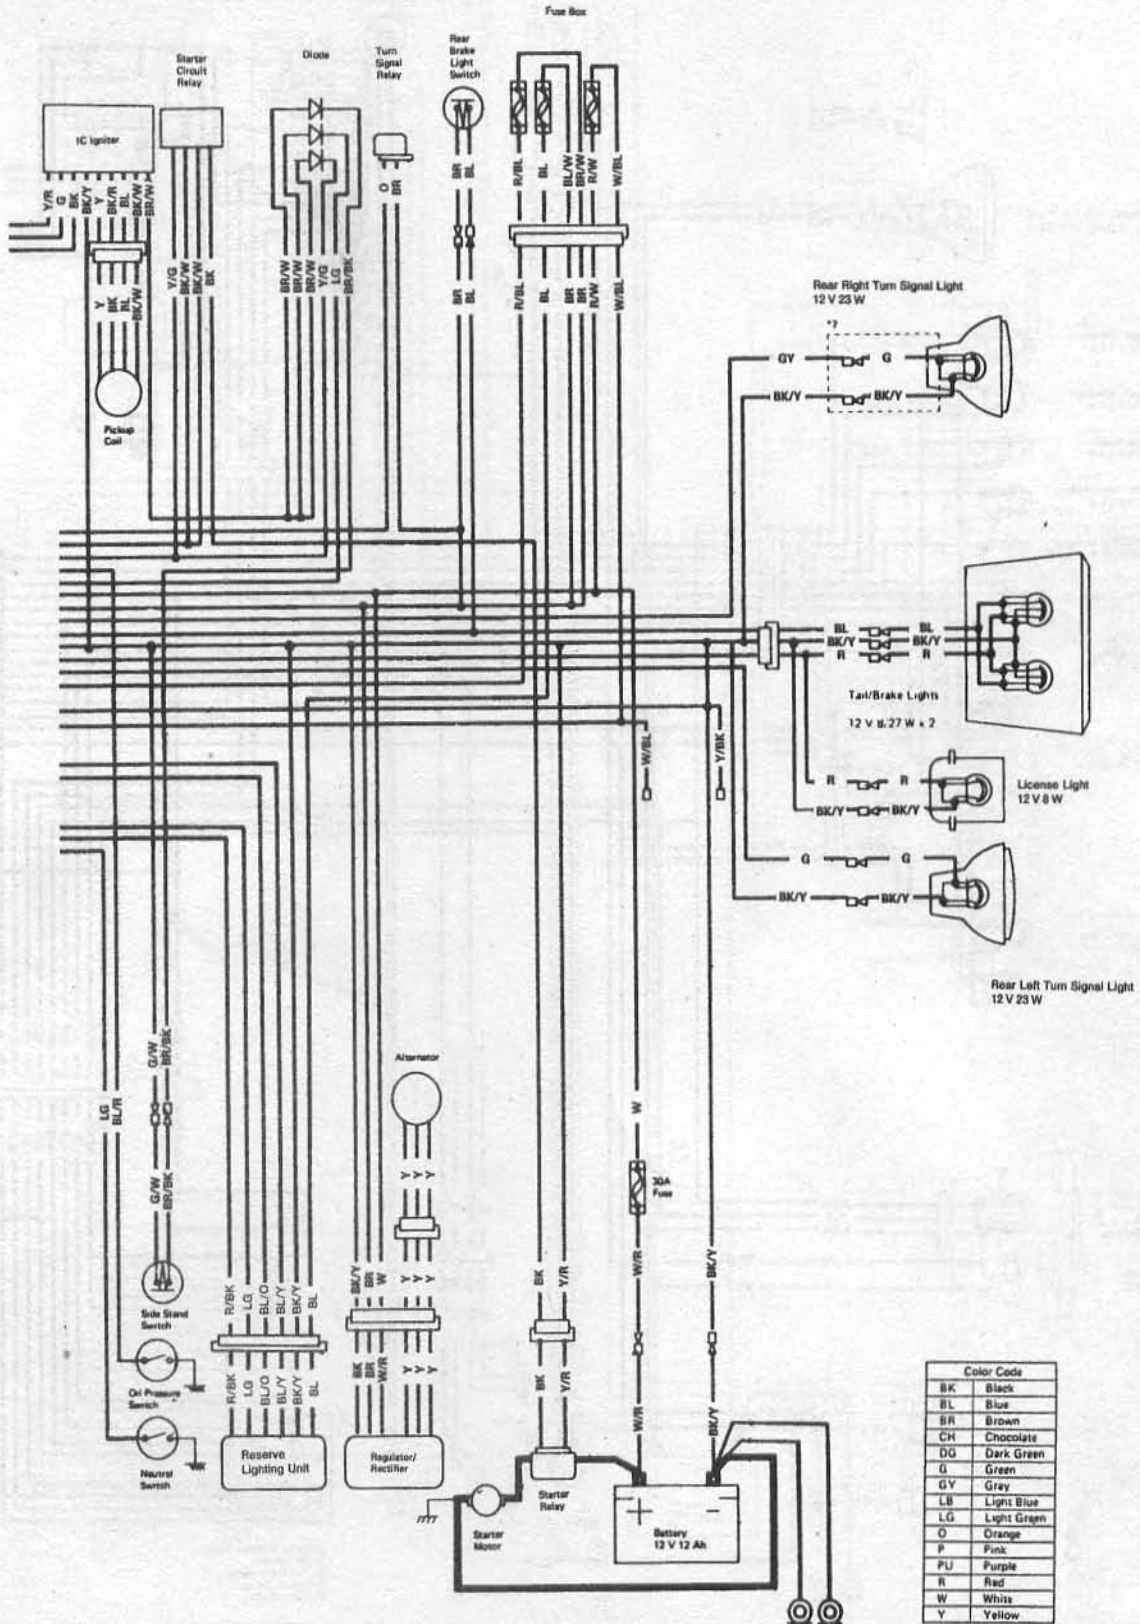 Fuse Box
Starter
Circuit
Relay
Diode
Turn
Signal
Relay
Rear
Brake
Light
Switch
IC Igniter
Y/R
G
BK
BK/Y
Y
BK/R
BL
BK/W
BR/W
Y
BK
BL
BK/W
Pickup
Coil
Y/G
BK/W
BK/W
BK
BR/W
BR/W
BR/W
Y/G
LG
BR/BK
O
BR
BR
BL
BR
BL
R/BL
BL
BL/W
BR/W
R/W
W/BL
R/BL
BL
BR
BR
R/W
W/BL
Rear Right Turn Signal Light
12 V 23 W
*7
GY
G
BK/Y
BK/Y
BL
BL
BK/Y
BK/Y
R
R
Tail/Brake Lights
12 V 8/27 W x 2
W/BL
Y/BK
R
R
BK/Y
BK/Y
License Light
12 V 8 W
G
G
BK/Y
BK/Y
Rear Left Turn Signal Light
12 V 23 W
G/W
BR/BK
LG
BL/R
G/W
BR/BK
Side Stand
Switch
Oil Pressure
Switch
Neutral
Switch
R/BK
LG
BL/O
BL/Y
BK/Y
BL
R/BK
LG
BL/O
BL/Y
BK/Y
BL
Reserve
Lighting Unit
Alternator
Y
Y
Y
BK/Y
BR
W
Y
Y
Y
BK
BR
W/R
Y
Y
Y
Regulator/
Rectifier
BK
Y/R
BK
Y/R
Starter
Relay
Starter
Motor
W
30A
Fuse
W/R
BK/Y
W/R
BK/Y
+
-
Battery
12 V 12 Ah
Color Code
BK Black
BL Blue
BR Brown
CH Chocolate
DG Dark Green
G Green
GY Gray
LB Light Blue
LG Light Green
O Orange
P Pink
PU Purple
R Red
W White
Y Yellow